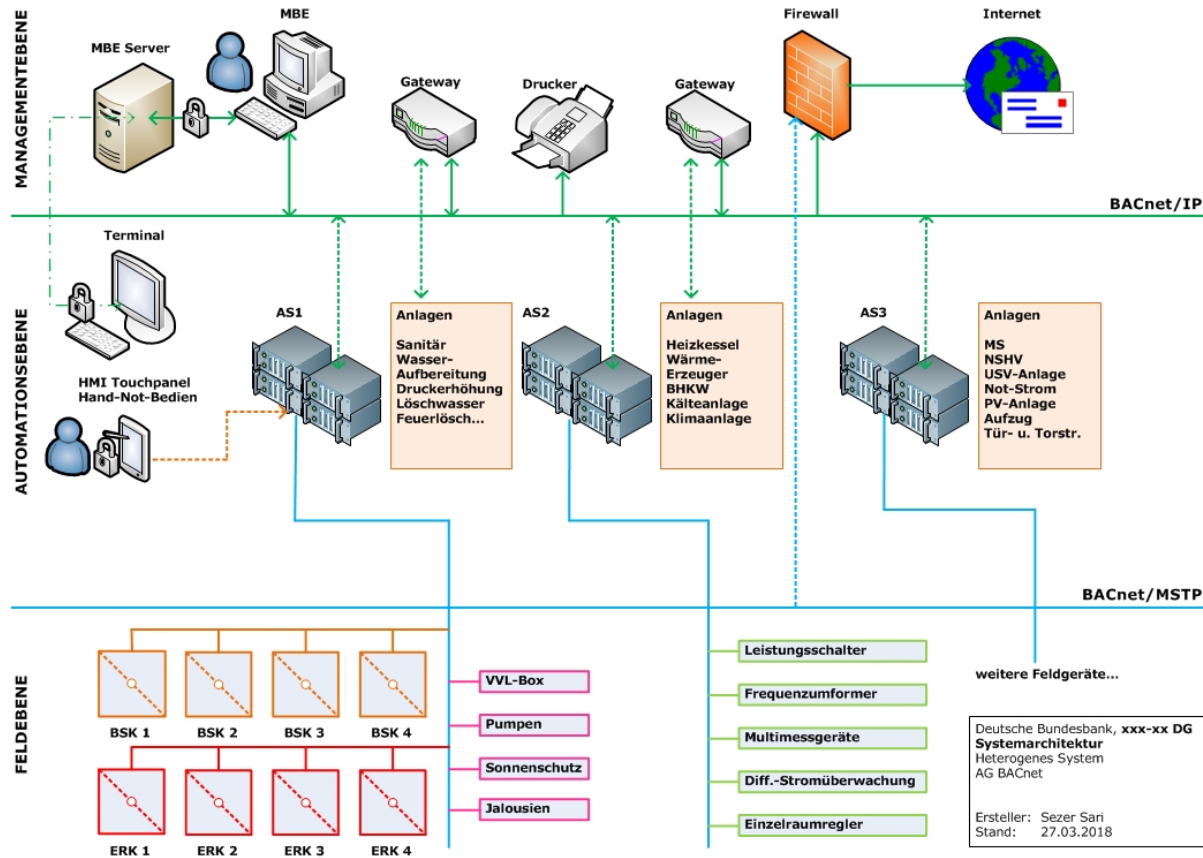 MANAGEMENTEBENE
MBE Server
MBE
Gateway
Drucker
Gateway
Firewall
Internet
BACnet/IP
AUTOMATIONSEBENE
Terminal
HMI Touchpanel
Hand-Not-Bedien
AS1
Anlagen
Sanitär
Wasser-
Aufbereitung
Druckerhöhung
Löschwasser
Feuerlösch...
AS2
Anlagen
Heizkessel
Wärme-
Erzeuger
BHKW
Kälteanlage
Klimaanlage
AS3
Anlagen
MS
NSHV
USV-Anlage
Not-Strom
PV-Anlage
Aufzug
Tür- u. Torstr.
BACnet/MSTP
FELDEBENE
BSK 1
BSK 2
BSK 3
BSK 4
ERK 1
ERK 2
ERK 3
ERK 4
VVL-Box
Pumpen
Sonnenschutz
Jalousien
Leistungsschalter
Frequenzumformer
Multimessgeräte
Diff.-Stromüberwachung
Einzelraumregler
weitere Feldgeräte...
Deutsche Bundesbank, xxx-xx DG
Systemarchitektur
Heterogenes System
AG BACnet
Ersteller: Sezer Sari
Stand: 27.03.2018